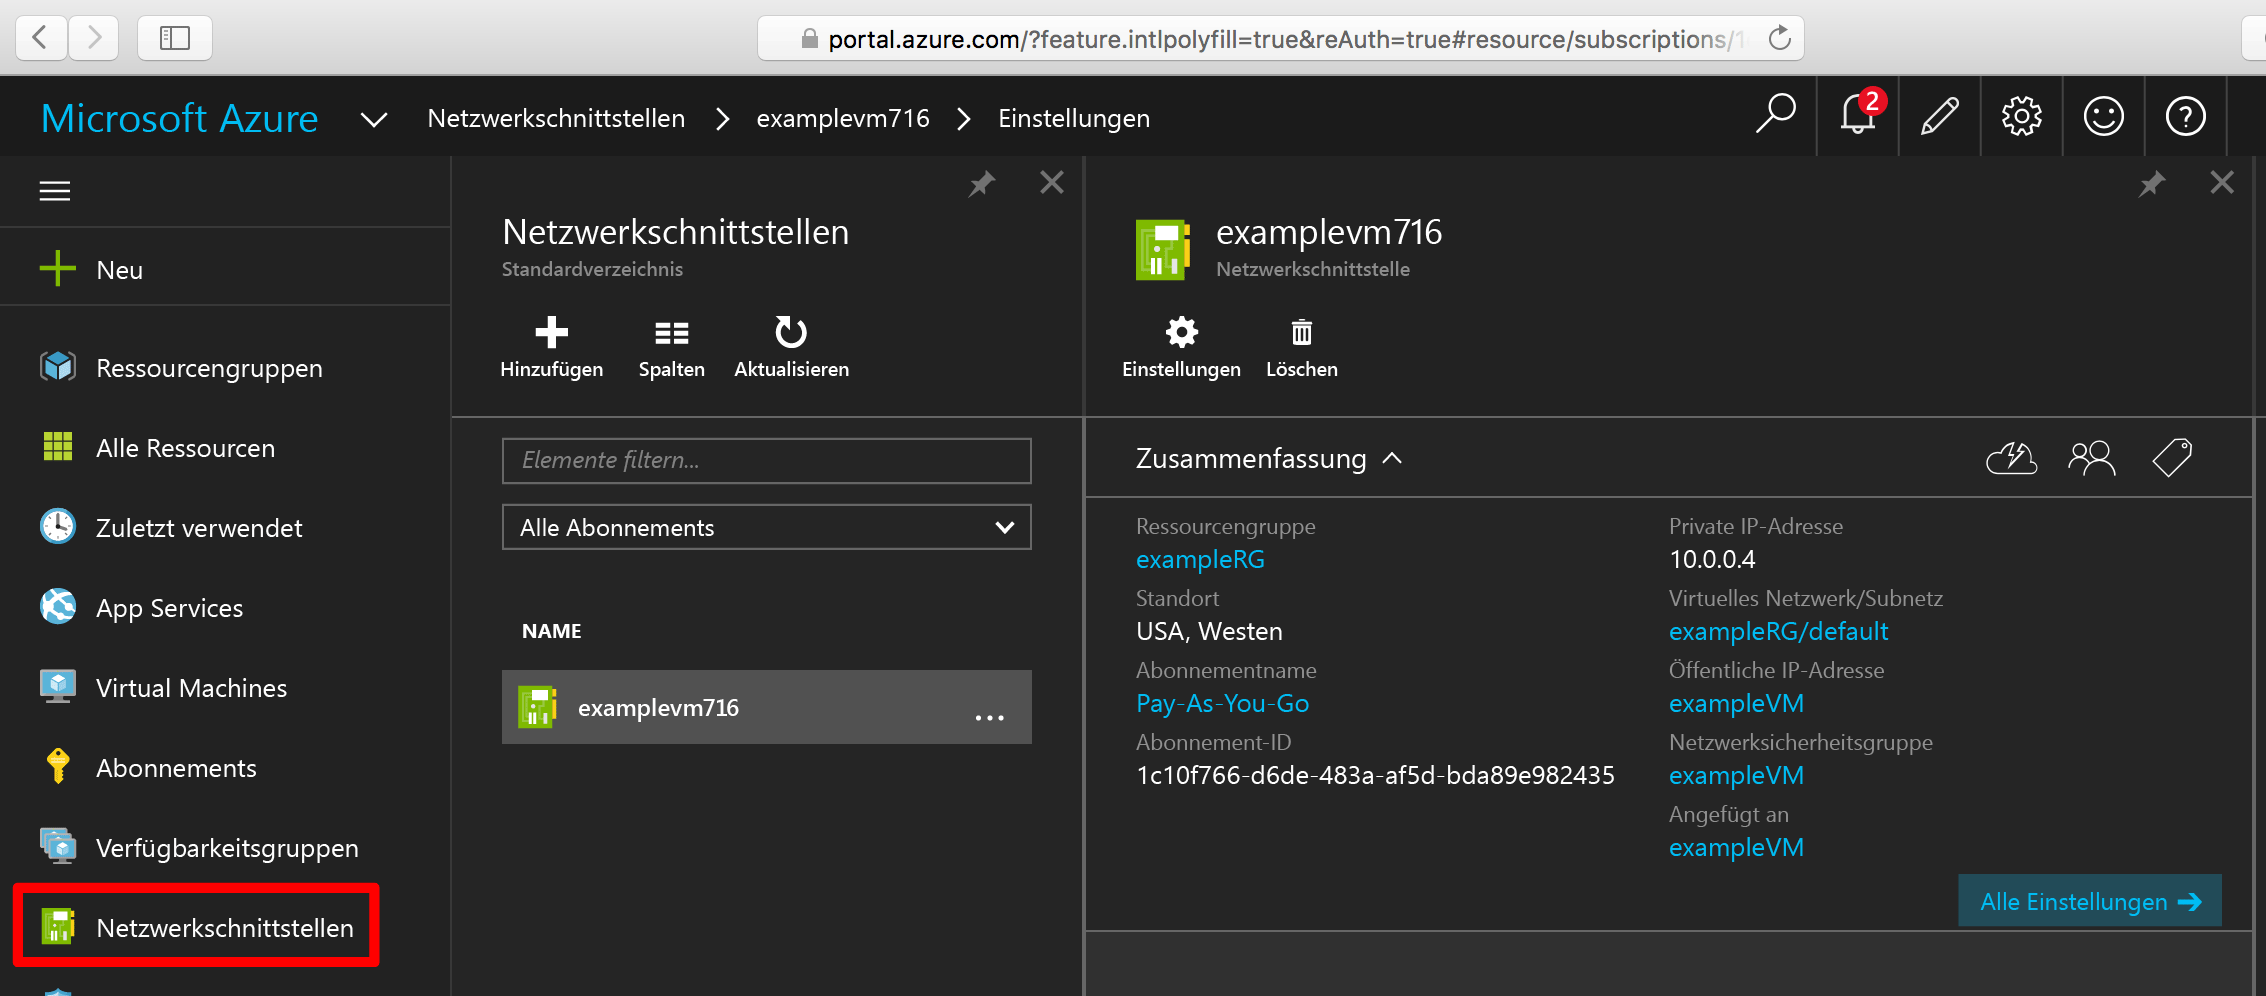 portal.azure.com/?feature.intlpolyfill=true&reAuth=true#resource/subscriptions/1
Microsoft Azure
Netzwerkschnittstellen
examplevm716
Einstellungen
2
?
Neu
Ressourcengruppen
Alle Ressourcen
Zuletzt verwendet
App Services
Virtual Machines
Abonnements
Verfügbarkeitsgruppen
Netzwerkschnittstellen
Netzwerkschnittstellen
Standardverzeichnis
Hinzufügen
Spalten
Aktualisieren
Elemente filtern...
Alle Abonnements
NAME
examplevm716
...
examplevm716
Netzwerkschnittstelle
Einstellungen
Löschen
Zusammenfassung
Ressourcengruppe
exampleRG
Standort
USA, Westen
Abonnementname
Pay-As-You-Go
Abonnement-ID
1c10f766-d6de-483a-af5d-bda89e982435
Private IP-Adresse
10.0.0.4
Virtuelles Netzwerk/Subnetz
exampleRG/default
Öffentliche IP-Adresse
exampleVM
Netzwerksicherheitsgruppe
exampleVM
Angefügt an
exampleVM
Alle Einstellungen